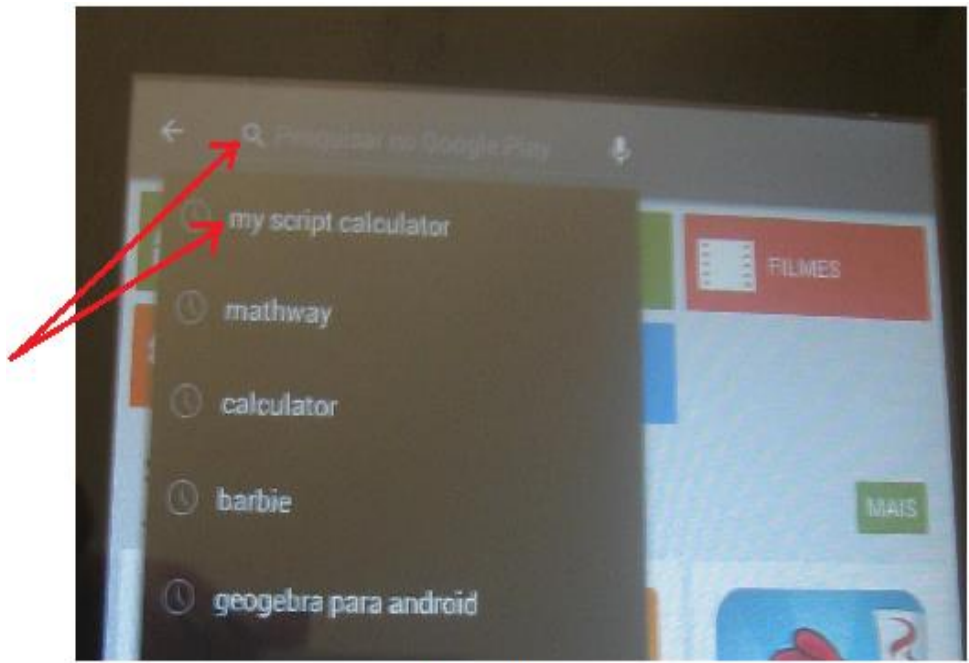 Pesquisar no Google Play
my script calculator
FILMES
mathway
calculator
barbie
MAIS
geogebra para android